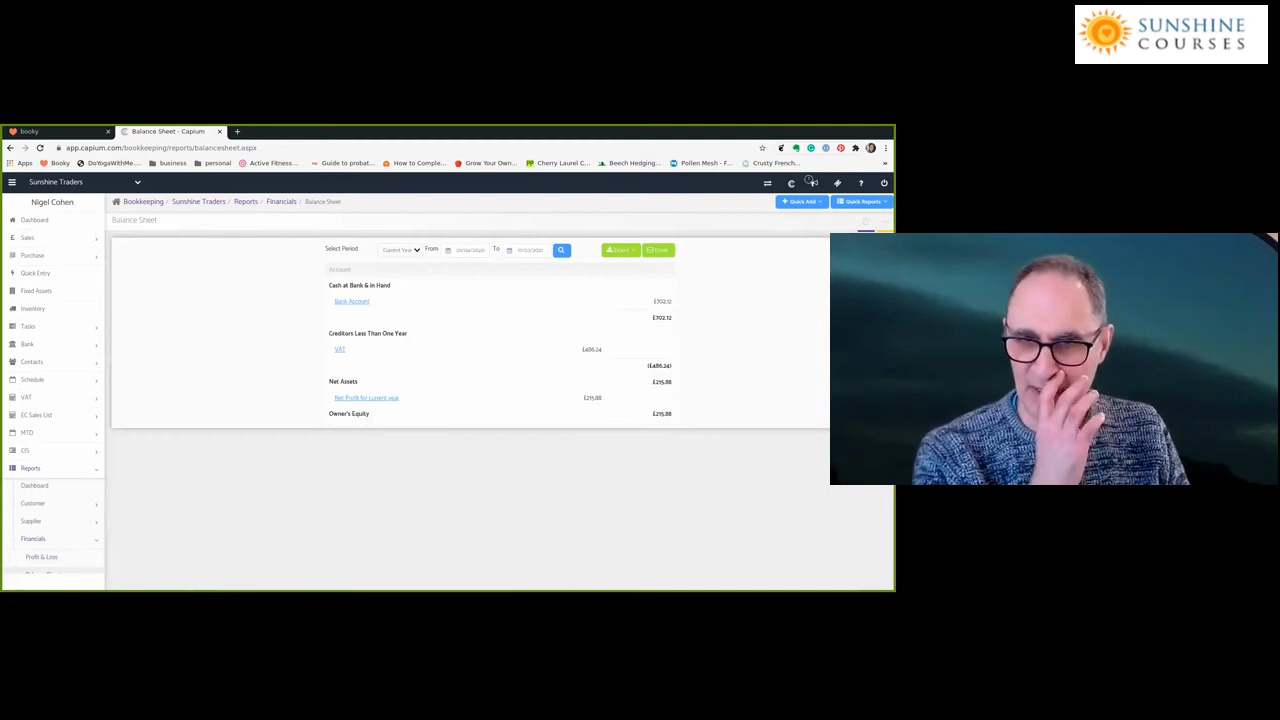 SUNSHINE
COURSES
booky
Balance Sheet - Capium
app.capium.com/bookkeeping/reports/balancesheet.aspx
Apps Booky DoYogaWithMe... business personal Active Fitness... Guide to probat... How to Comple... Grow Your Own... Cherry Laurel C... Beech Hedging... Pollen Mesh - F... Crusty French...
Sunshine Traders
Nigel Cohen
Bookkeeping / Sunshine Traders / Reports / Financials / Balance Sheet
Quick Add
Quick Reports
Balance Sheet
Dashboard
Sales
Purchase
Quick Entry
Fixed Assets
Inventory
Tasks
Bank
Contacts
Schedule
VAT
EC Sales List
MTD
CIS
Reports
Dashboard
Customer
Supplier
Financials
Profit & Loss
Select Period Current Year From 01/04/2020 To
Account
Cash at Bank & in Hand
Bank Account £702.12
£702.12
Creditors Less Than One Year
VAT £486.24
(£486.24)
Net Assets £215.88
Net Profit for current year £215.88
Owner's Equity £215.88